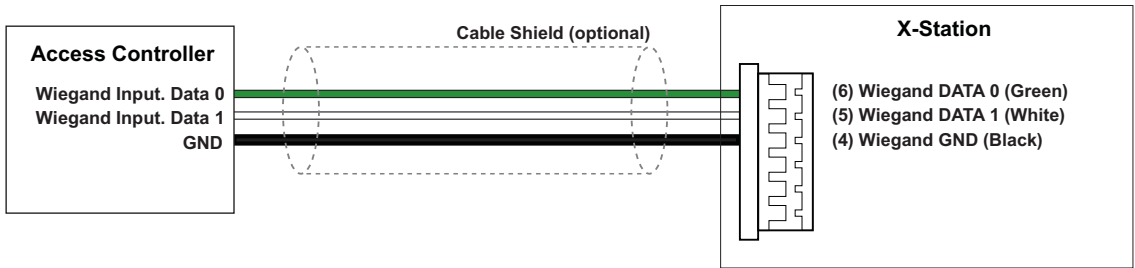 Cable Shield (optional)
X-Station
Access Controller
Wiegand Input. Data 0
(6) Wiegand DATA 0 (Green)
Wiegand Input. Data 1
(5) Wiegand DATA 1 (White)
GND
(4) Wiegand GND (Black)